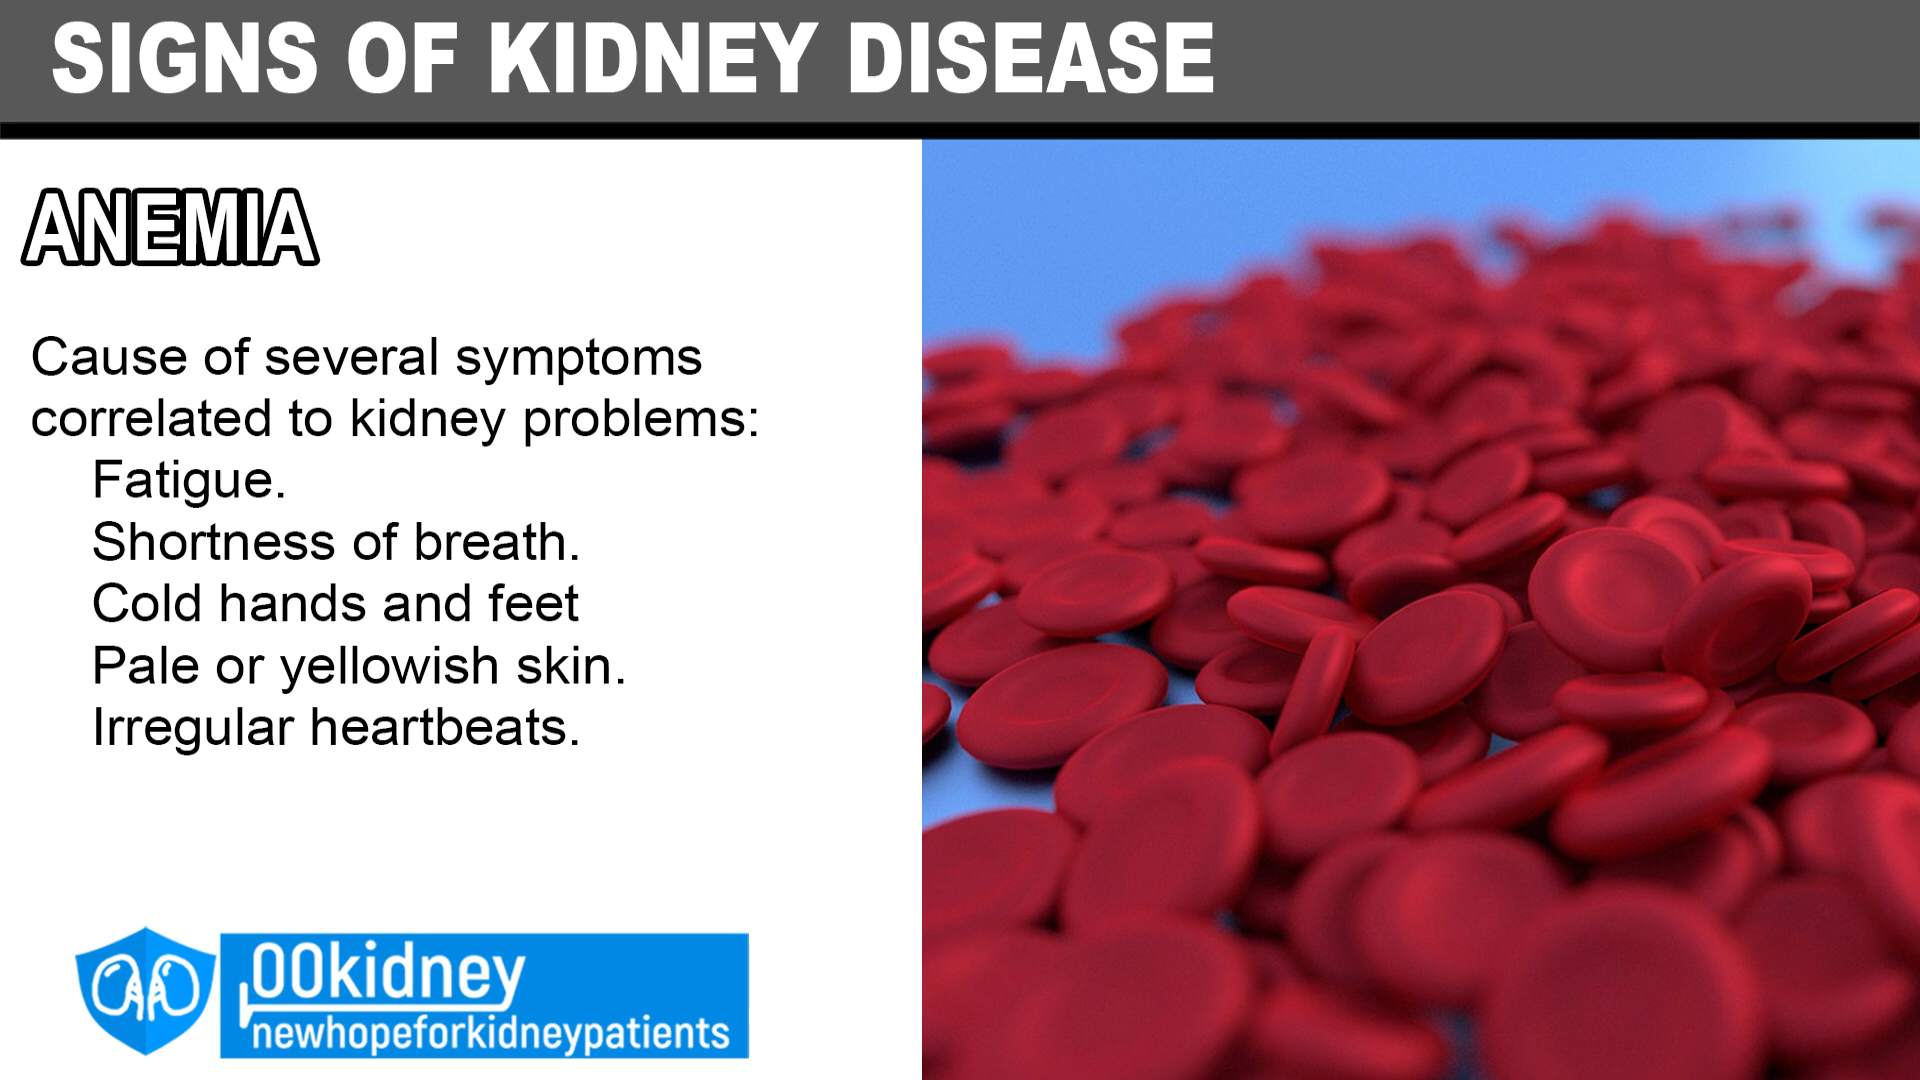 SIGNS OF KIDNEY DISEASE
ANEMIA
Cause of several symptoms
correlated to kidney problems:
Fatigue.
Shortness of breath.
Cold hands and feet
Pale or yellowish skin.
Irregular heartbeats.
100kidney
newhopeforkidneypatients